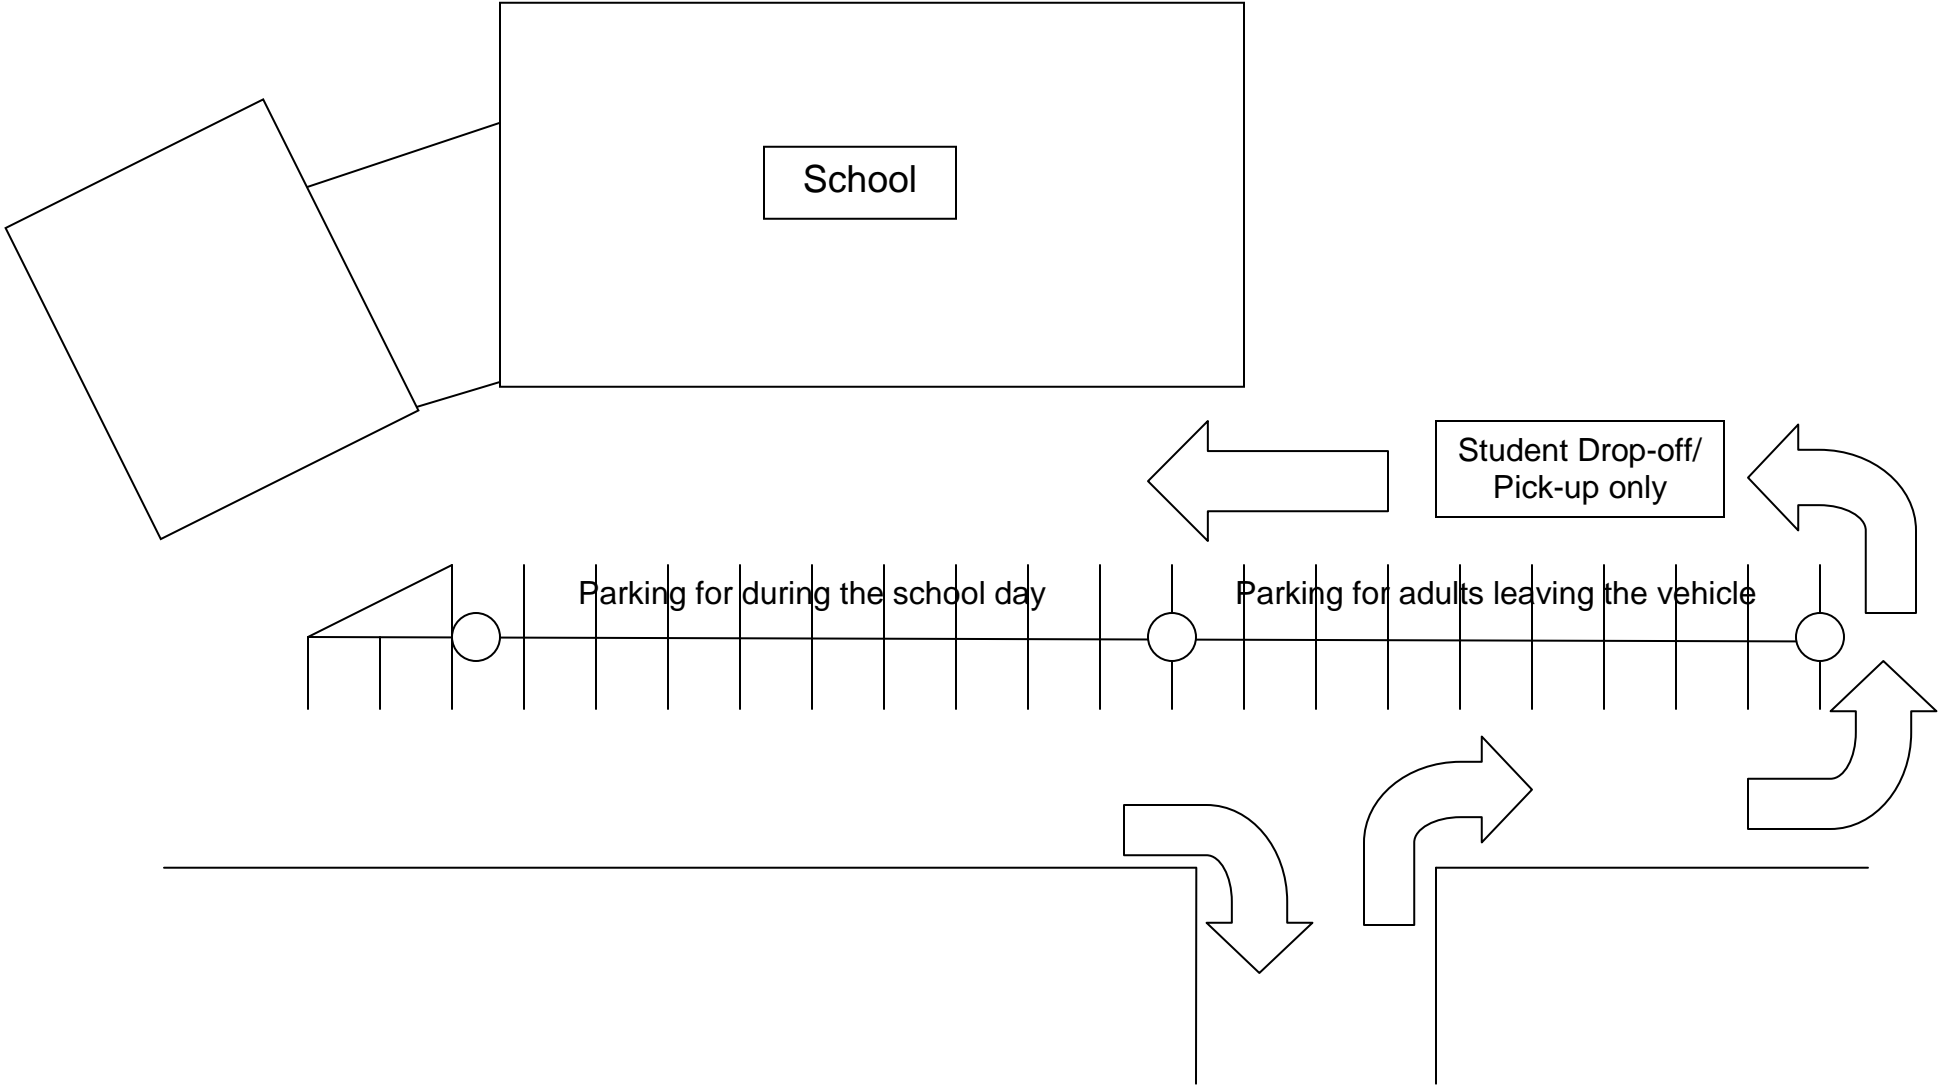 School
Student Drop-off/
Pick-up only
Parking for during the school day
Parking for adults leaving the vehicle